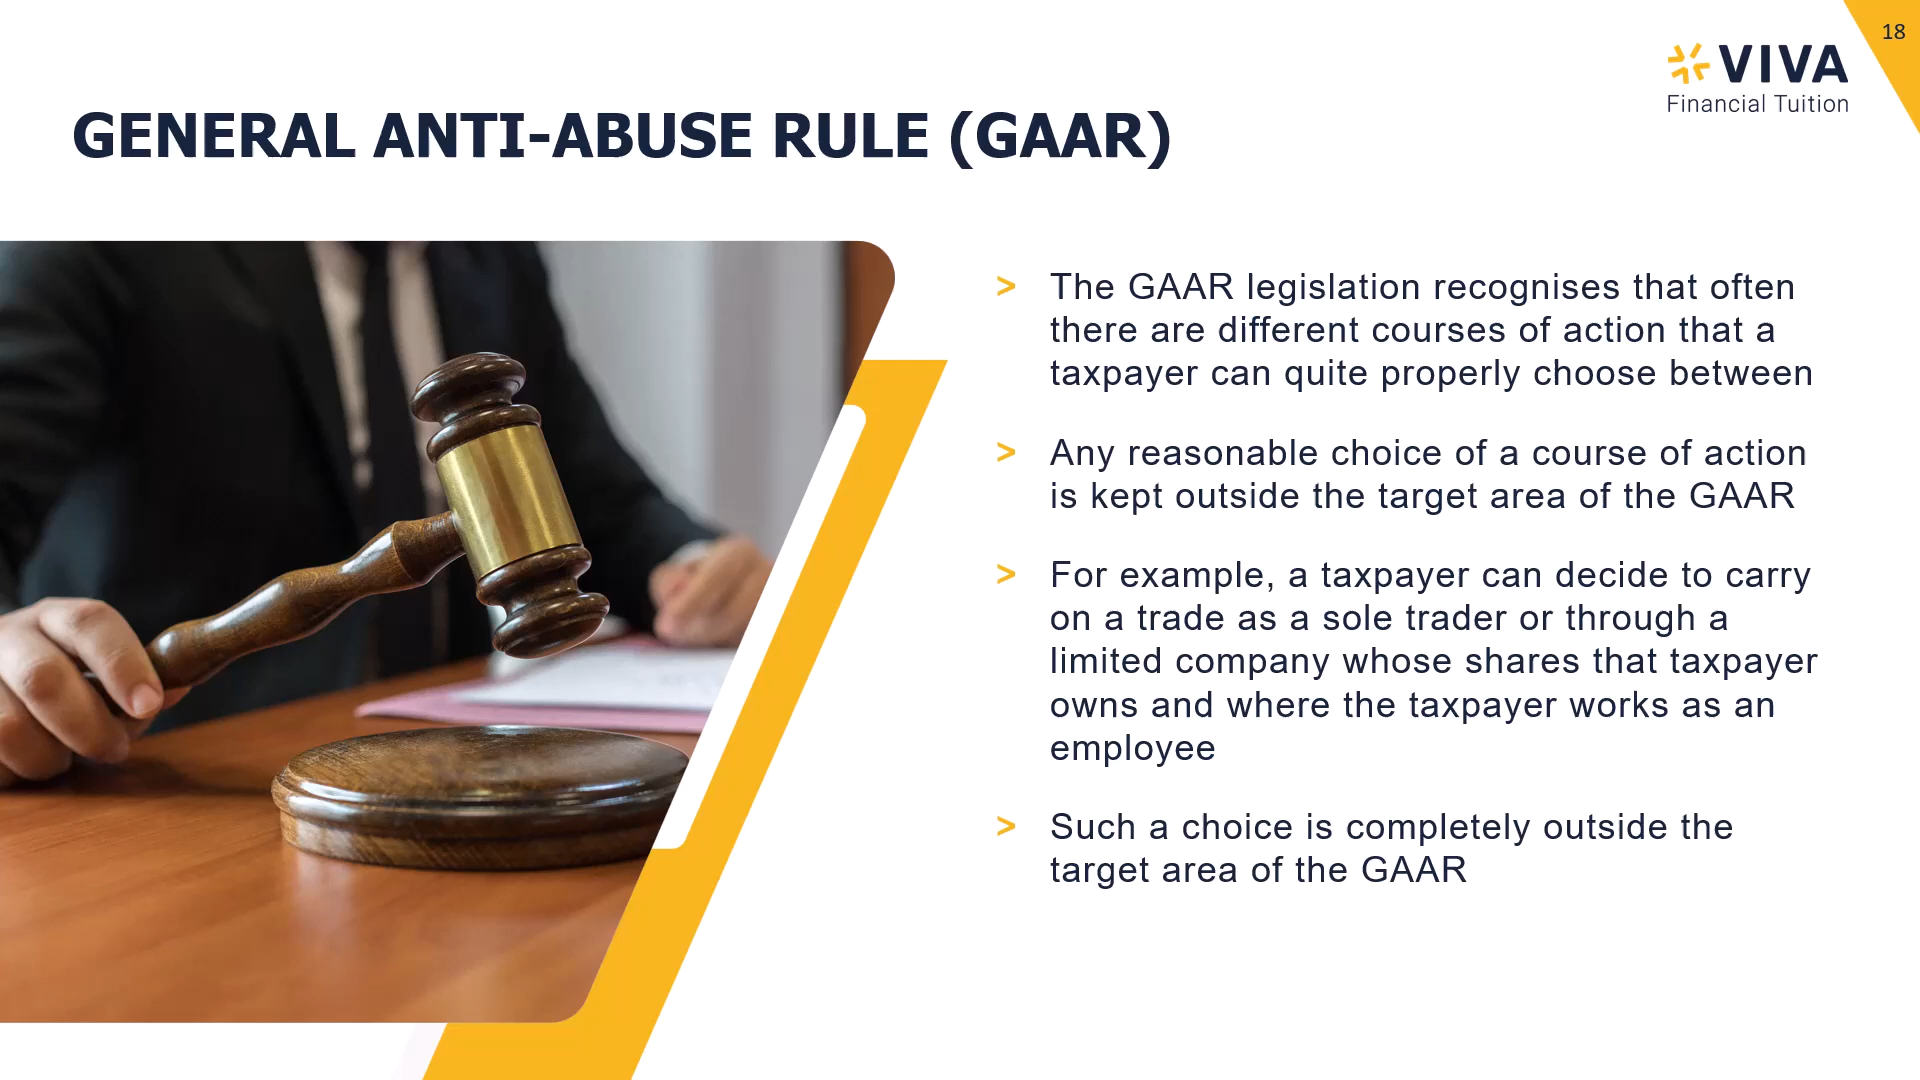 18
VIVA
Financial Tuition
GENERAL ANTI-ABUSE RULE (GAAR)
> The GAAR legislation recognises that often
there are different courses of action that a
taxpayer can quite properly choose between
> Any reasonable choice of a course of action
is kept outside the target area of the GAAR
> For example, a taxpayer can decide to carry
on a trade as a sole trader or through a
limited company whose shares that taxpayer
owns and where the taxpayer works as an
employee
> Such a choice is completely outside the
target area of the GAAR